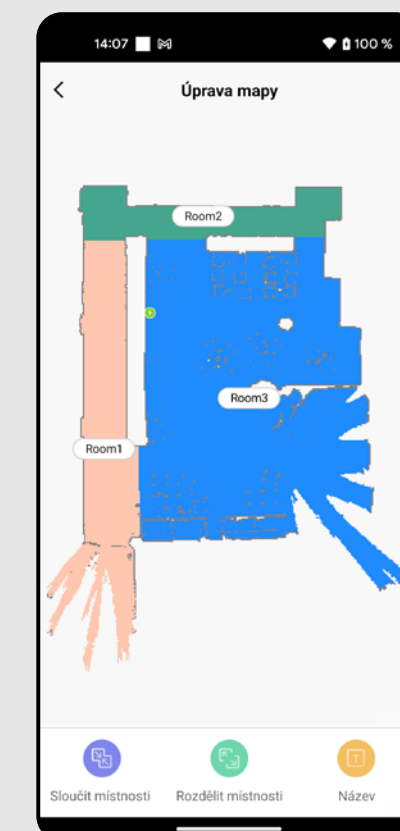 14:07 100 %
Úprava mapy
Room2
Room3
Room1
Sloučit místnosti Rozdělit místnosti Název